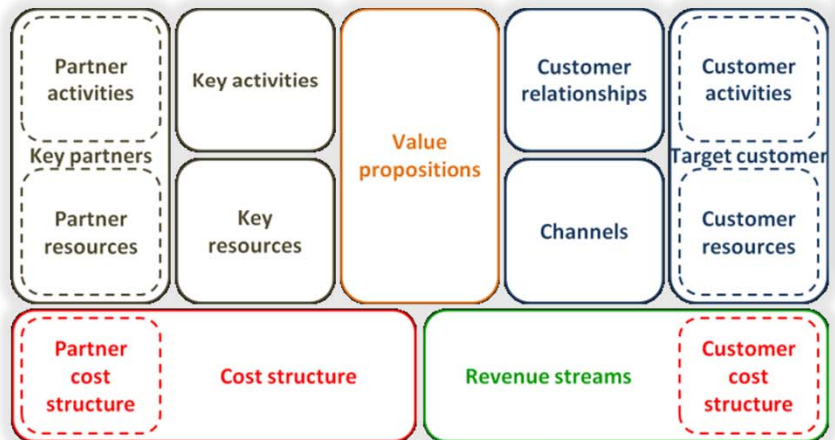 Partner
activities
Key partners
Partner
resources
Key activities
Key
resources
Value
propositions
Customer
relationships
Channels
Customer
activities
Target customer
Customer
resources
Partner
cost
structure
Cost structure
Revenue streams
Customer
cost
structure